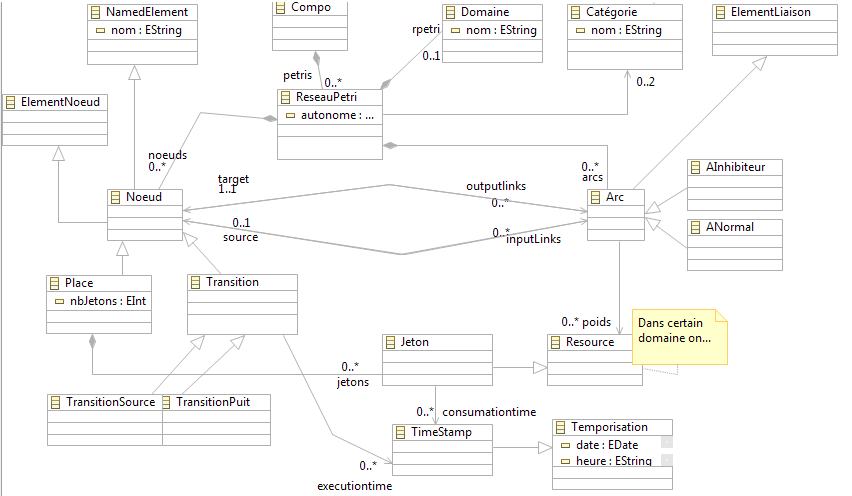 NamedElement
nom : EString
Compo
Domaine
nom : EString
Catégorie
nom : EString
ElementLiaison
rpetri
0..1
petris
0..*
0..2
ElementNoeud
ReseauPetri
autonome : ...
noeuds
0..*
target
1..1
outputlinks
0..*
0..*
arcs
AInhibiteur
Noeud
Arc
0..1
source
0..*
inputLinks
ANormal
Place
nbJetons : EInt
Transition
0..* poids
Dans certain
domaine on...
Jeton
Resource
0..*
jetons
TransitionSource
TransitionPuit
0..* consumationtime
TimeStamp
Temporisation
date : EDate
heure : EString
0..*
executiontime